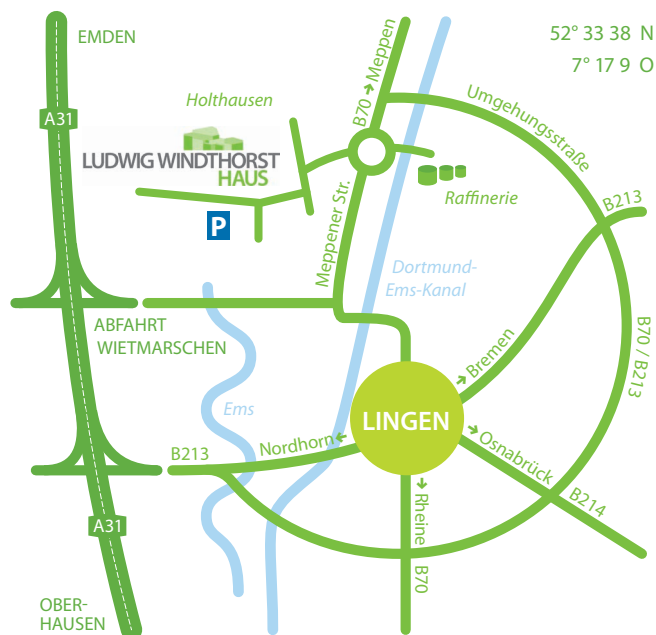 EMDEN
52° 33 38 N
7° 17 9 O
A31
Holthausen
B70 → Meppen
Umgehungsstraße
LUDWIG WINDTHORST
HAUS
P
Meppener Str.
Raffinerie
B213
Dortmund-
Ems-Kanal
ABFAHRT
WIETMARSCHEN
Bremen
B70 / B213
Ems
LINGEN
B213
Nordhorn
Osnabrück
B214
Rheine
B70
A31
OBER-
HAUSEN